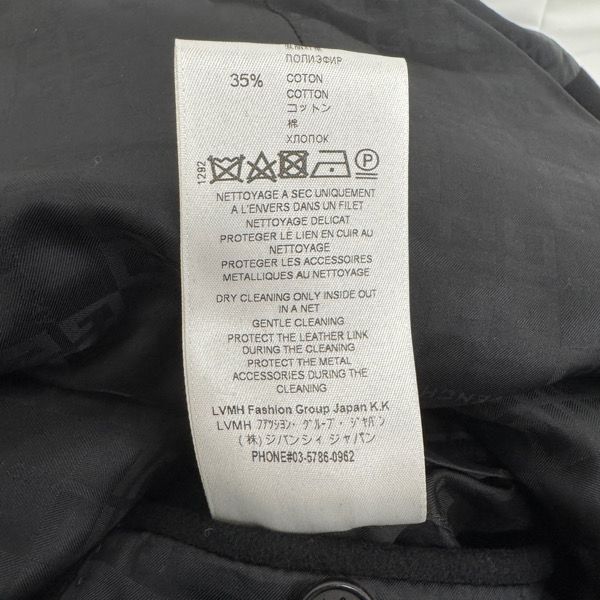 ПОЛИЭФИР
35% COTON
COTTON
コットン
棉
ХЛОПОК
1292
P
NETTOYAGE A SEC UNIQUEMENT
A L'ENVERS DANS UN FILET
NETTOYAGE DELICAT
PROTEGER LE LIEN EN CUIR AU
NETTOYAGE
PROTEGER LES ACCESSOIRES
METALLIQUES AU NETTOYAGE
DRY CLEANING ONLY INSIDE OUT
IN A NET
GENTLE CLEANING
PROTECT THE LEATHER LINK
DURING THE CLEANING
PROTECT THE METAL
ACCESSORIES DURING THE
CLEANING
LVMH Fashion Group Japan K.K
LVMH ファクション・グループ・ジャパン
(株)ジバンシィ ジャパン
PHONE#03-5786-0962